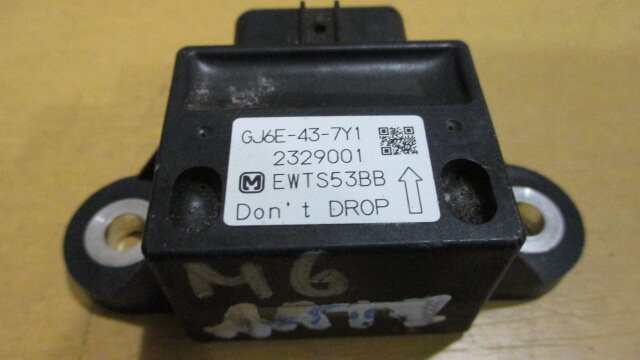 GJ6E-43-7Y1
2329001
M EWTS53BB
Don't DROP
M6